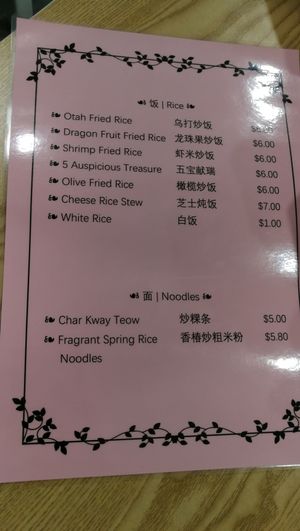 饭 | Rice
Otah Fried Rice 乌打炒饭
Dragon Fruit Fried Rice 龙珠果炒饭 $6.00
Shrimp Fried Rice 虾米炒饭 $6.00
5 Auspicious Treasure 五宝献瑞 $6.00
Olive Fried Rice 橄榄炒饭 $6.00
Cheese Rice Stew 芝士炖饭 $7.00
White Rice 白饭 $1.00
面 | Noodles
Char Kway Teow 炒粿条 $5.00
Fragrant Spring Rice 香椿炒粗米粉 $5.80
Noodles